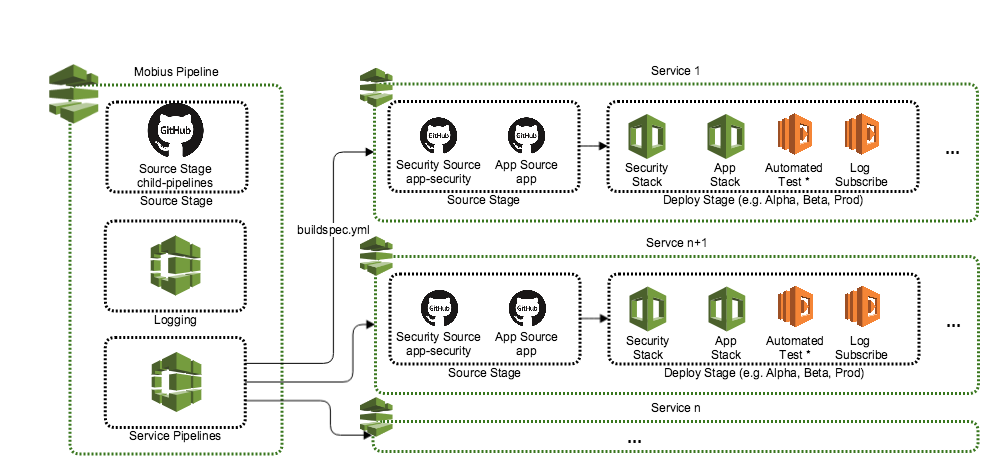 Mobius Pipeline
GitHub
Source Stage
child-pipelines
Source Stage
Logging
Service Pipelines
buildspec.yml
Service 1
GitHub
Security Source
app-security
GitHub
App Source
app
Source Stage
Security
Stack
App
Stack
Automated
Test *
Log
Subscribe
Deploy Stage (e.g. Alpha, Beta, Prod)
...
Servce n+1
GitHub
Security Source
app-security
GitHub
App Source
app
Source Stage
Security
Stack
App
Stack
Automated
Test *
Log
Subscribe
Deploy Stage (e.g. Alpha, Beta, Prod)
...
Service n
...